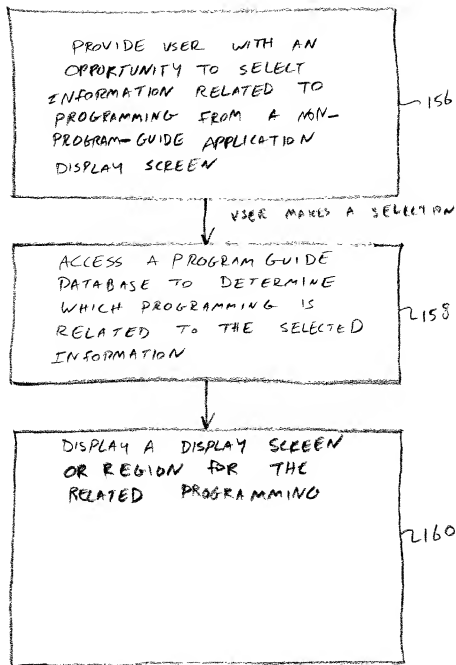 PROVIDE USER WITH AN
OPPORTUNITY TO SELECT
INFORMATION RELATED TO
PROGRAMMING FROM A NON-
PROGRAM-GUIDE APPLICATION
DISPLAY SCREEN
156
USER MAKES A SELECTION
ACCESS A PROGRAM GUIDE
DATABASE TO DETERMINE
WHICH PROGRAMMING IS
RELATED TO THE SELECTED
INFORMATION
158
DISPLAY A DISPLAY SCREEN
OR REGION FOR THE
RELATED PROGRAMMING
160